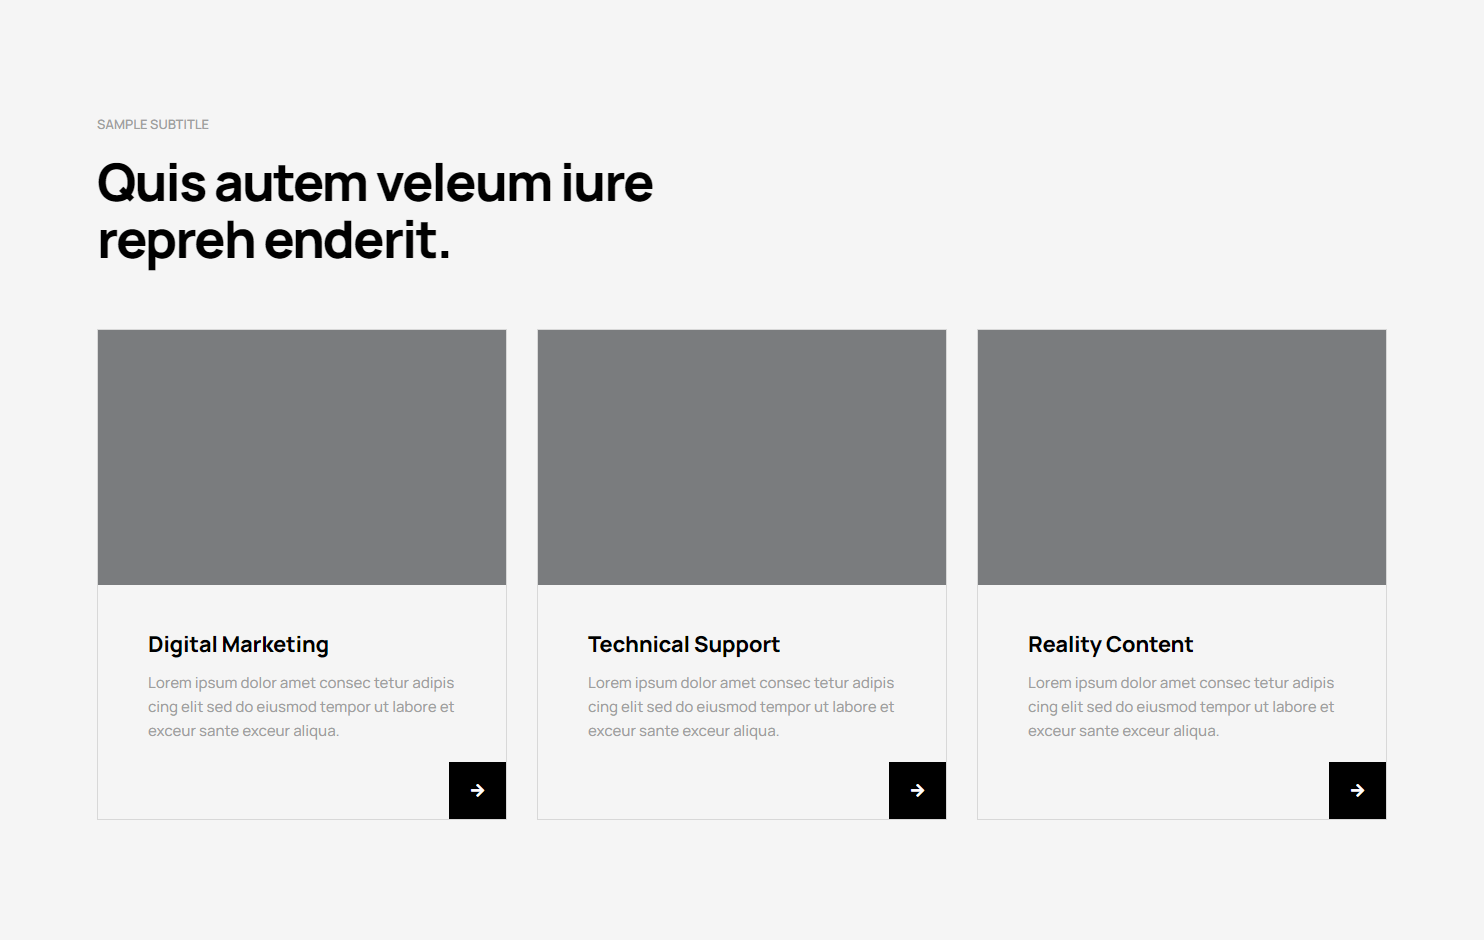 SAMPLE SUBTITLE
Quis autem veleum iure
repreh enderit.
Digital Marketing
Lorem ipsum dolor amet consec tetur adipis
cing elit sed do eiusmod tempor ut labore et
exceur sante exceur aliqua.
Technical Support
Lorem ipsum dolor amet consec tetur adipis
cing elit sed do eiusmod tempor ut labore et
exceur sante exceur aliqua.
Reality Content
Lorem ipsum dolor amet consec tetur adipis
cing elit sed do eiusmod tempor ut labore et
exceur sante exceur aliqua.